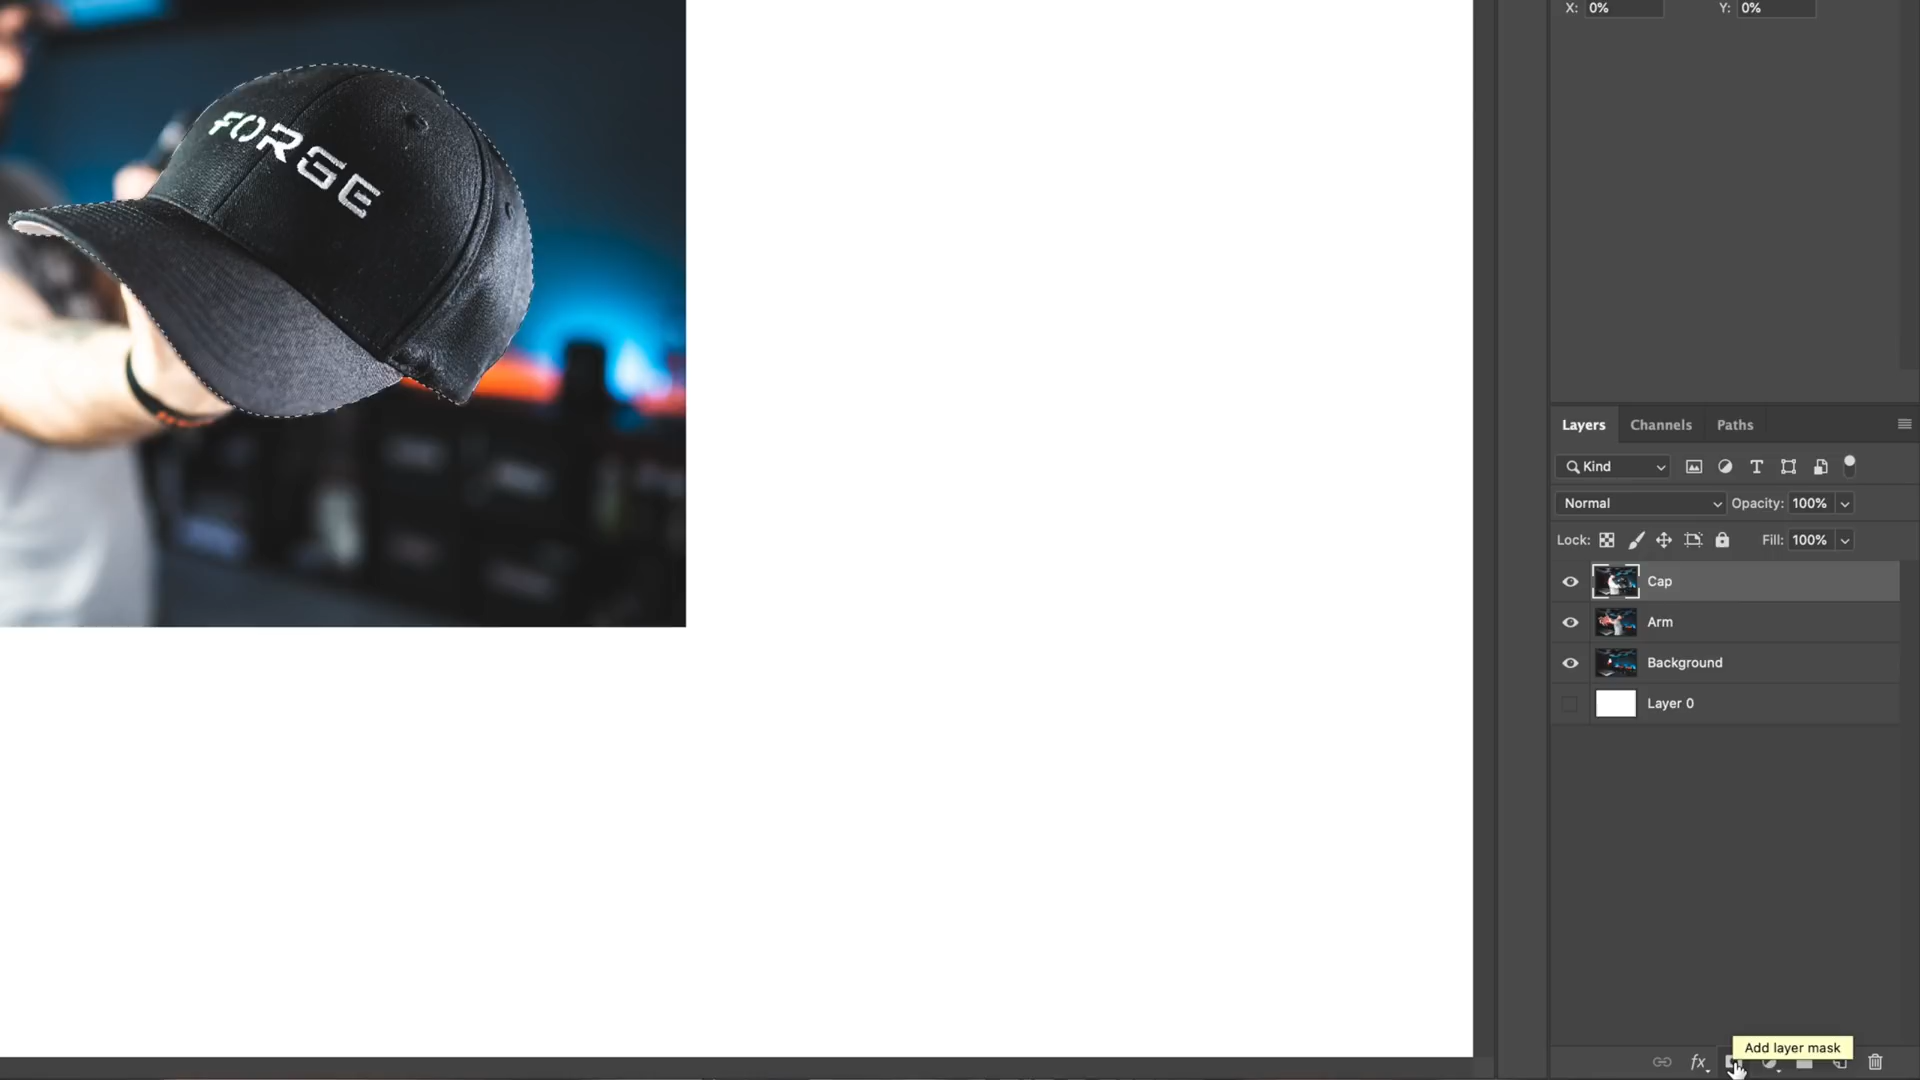 X: 0% Y: 0%
FORGE
Layers Channels Paths
Kind
Normal Opacity: 100%
Lock: Fill: 100%
Cap
Arm
Background
Layer 0
Add layer mask
fx